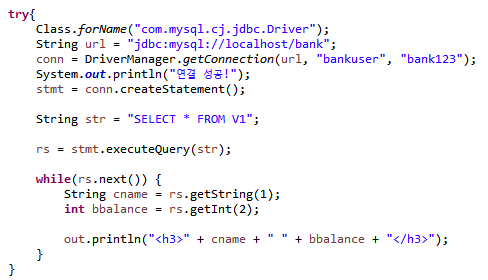 try{
    Class.forName("com.mysql.cj.jdbc.Driver");
    String url = "jdbc:mysql://localhost/bank";
    conn = DriverManager.getConnection(url, "bankuser", "bank123");
    System.out.println("연결 성공!");
    stmt = conn.createStatement();

    String str = "SELECT * FROM V1";

    rs = stmt.executeQuery(str);

    while(rs.next()) {
        String cname = rs.getString(1);
        int bbalance = rs.getInt(2);

        out.println("<h3>" + cname + " " + bbalance + "</h3>");
    }
}